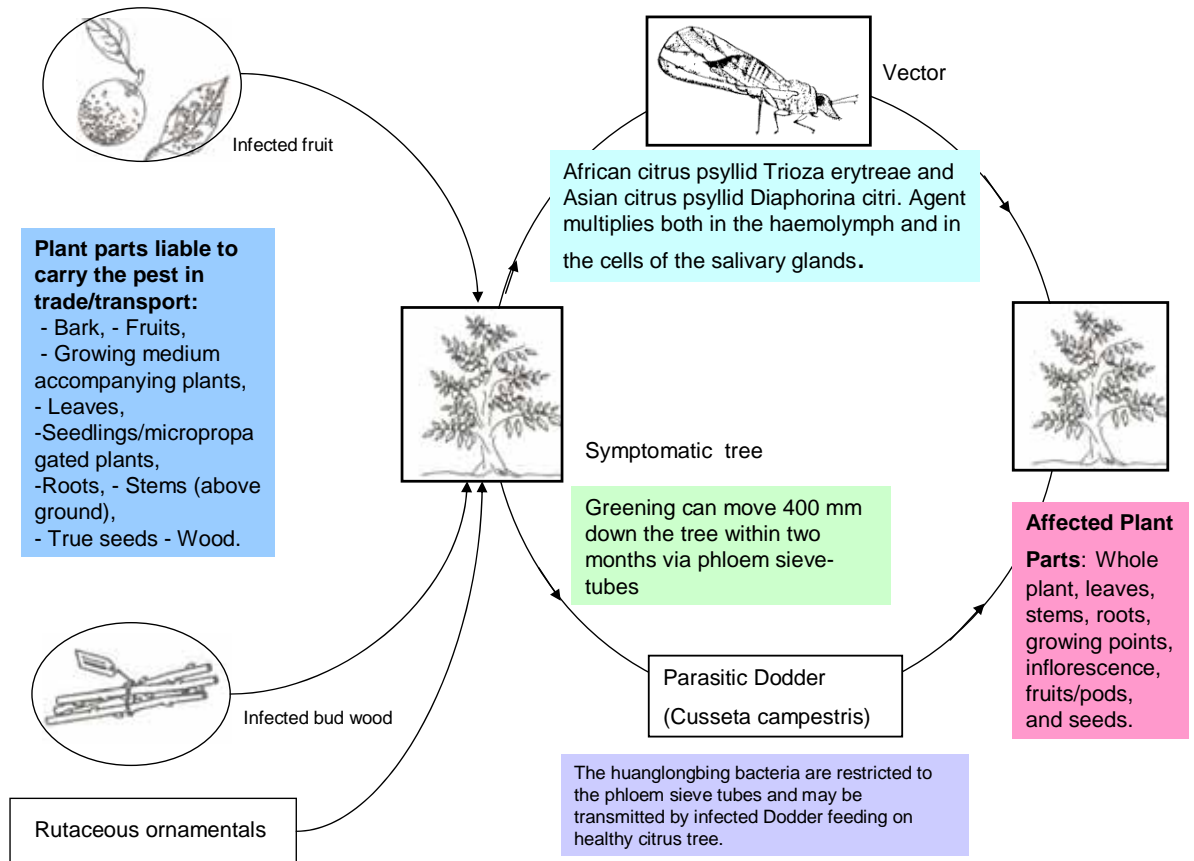 Infected fruit
Vector
African citrus psyllid Trioza erytreae and
Asian citrus psyllid Diaphorina citri. Agent
multiplies both in the haemolymph and in
the cells of the salivary glands.
Plant parts liable to
carry the pest in
trade/transport:
- Bark, - Fruits,
- Growing medium
accompanying plants,
- Leaves,
-Seedlings/micropropa
gated plants,
-Roots, - Stems (above
ground),
- True seeds - Wood.
Symptomatic tree
Greening can move 400 mm
down the tree within two
months via phloem sieve-
tubes
Affected Plant
Parts: Whole
plant, leaves,
stems, roots,
growing points,
inflorescence,
fruits/pods,
and seeds.
Infected bud wood
Parasitic Dodder
(Cusseta campestris)
Rutaceous ornamentals
The huanglongbing bacteria are restricted to
the phloem sieve tubes and may be
transmitted by infected Dodder feeding on
healthy citrus tree.